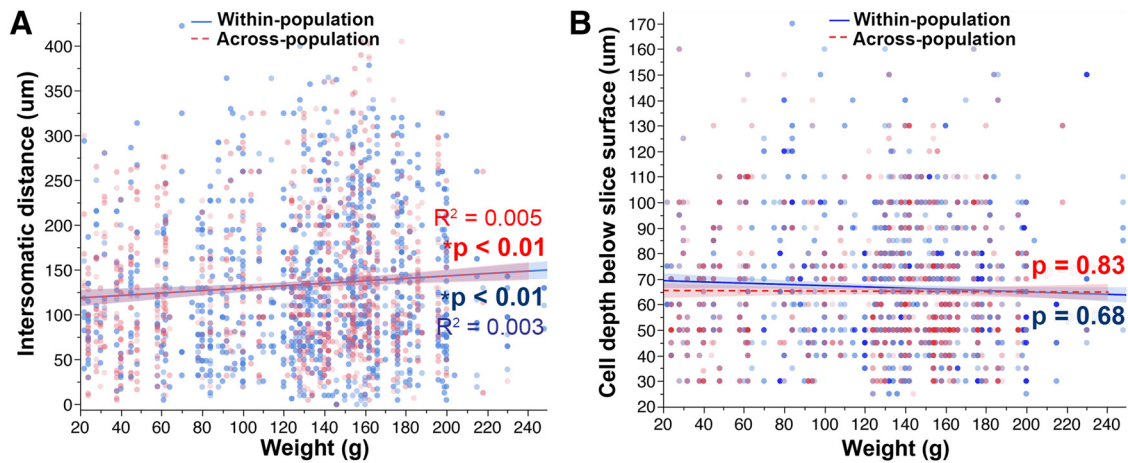 A
Within-population
Across-population
Intersomatic distance (um)
400
350
300
250
200
150
100
50
0
R² = 0.005
*p < 0.01
*p < 0.01
R² = 0.003
20 40 60 80 100 120 140 160 180 200 220 240
Weight (g)
B
Within-population
Across-population
Cell depth below slice surface (um)
170
160
150
140
130
120
110
100
90
80
70
60
50
40
30
20
p = 0.83
p = 0.68
20 40 60 80 100 120 140 160 180 200 220 240
Weight (g)